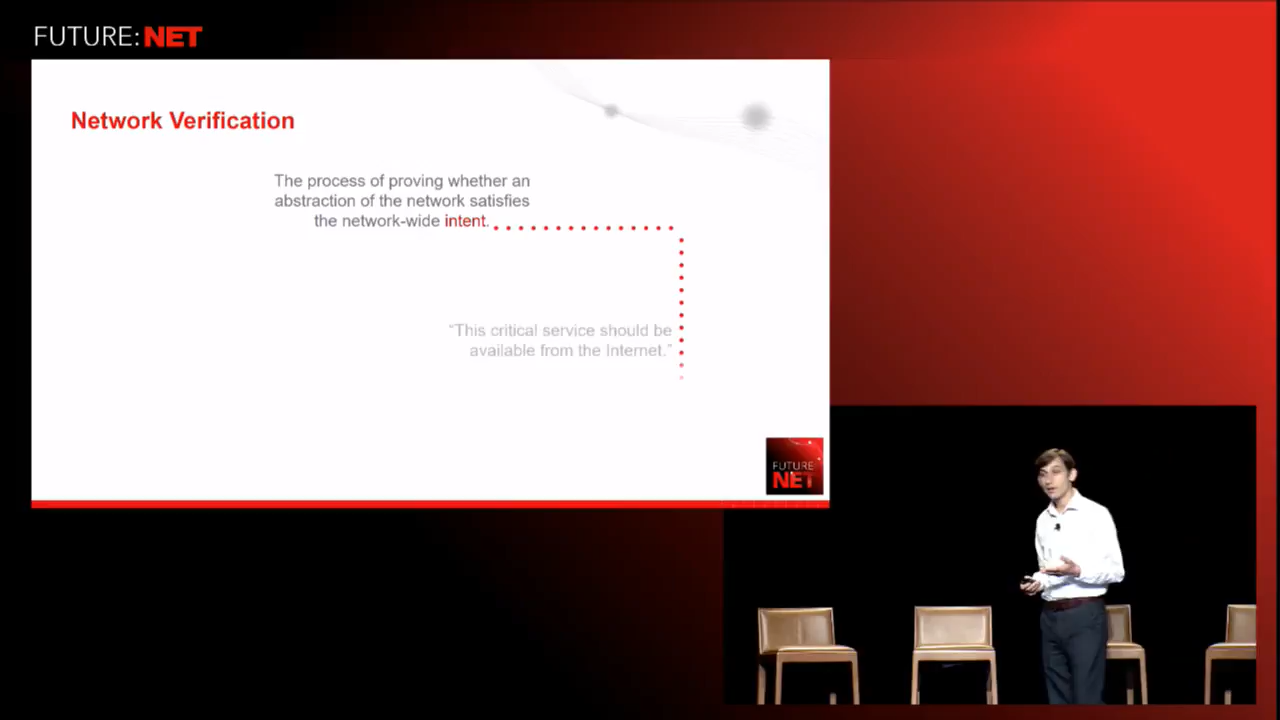 FUTURE:NET
Network Verification
The process of proving whether an
abstraction of the network satisfies
the network-wide intent.
"This critical service should be
available from the Internet."
FUTURE
NET